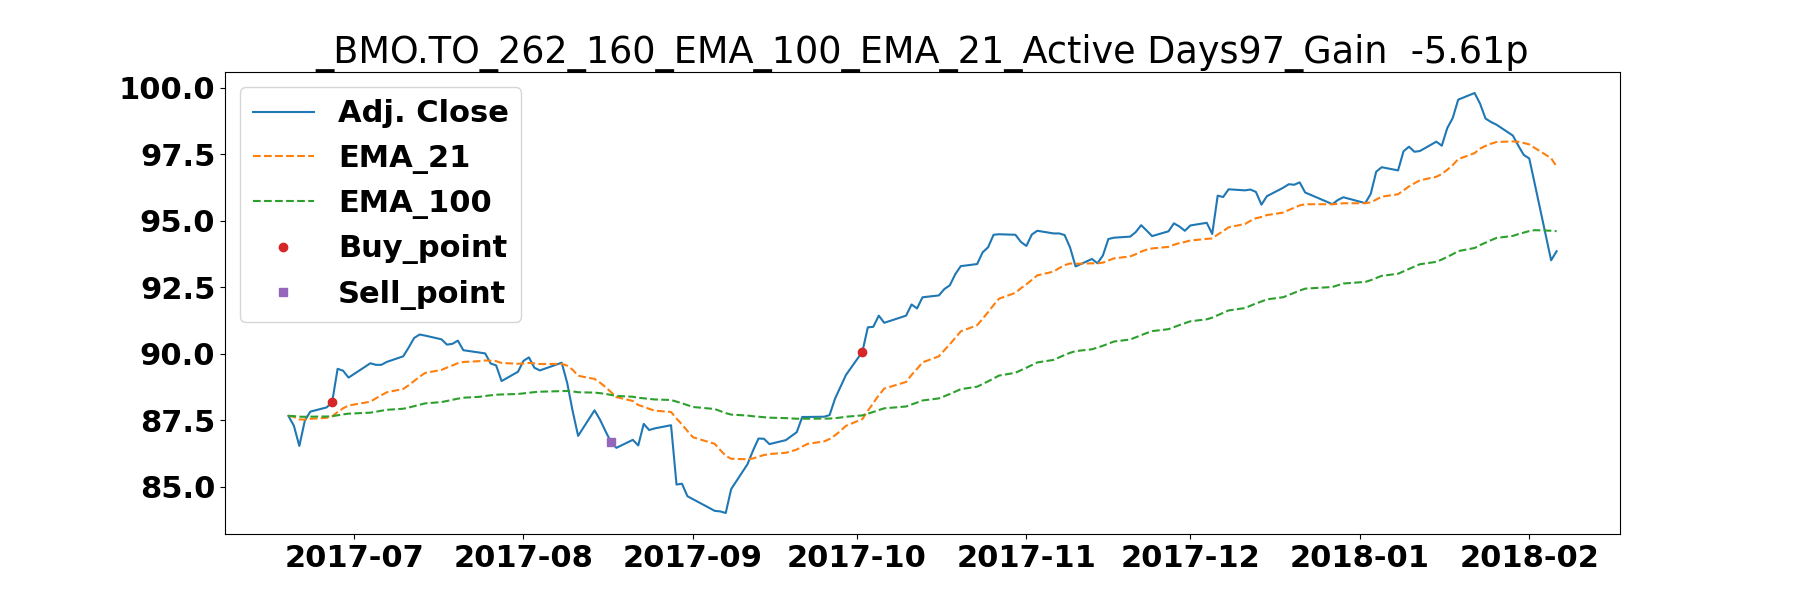 _BMO.TO_262_160_EMA_100_EMA_21_Active Days97_Gain  -5.61p
100.0
97.5
95.0
92.5
90.0
87.5
85.0
Adj. Close
EMA_21
EMA_100
Buy_point
Sell_point
2017-07 2017-08 2017-09 2017-10 2017-11 2017-12 2018-01 2018-02